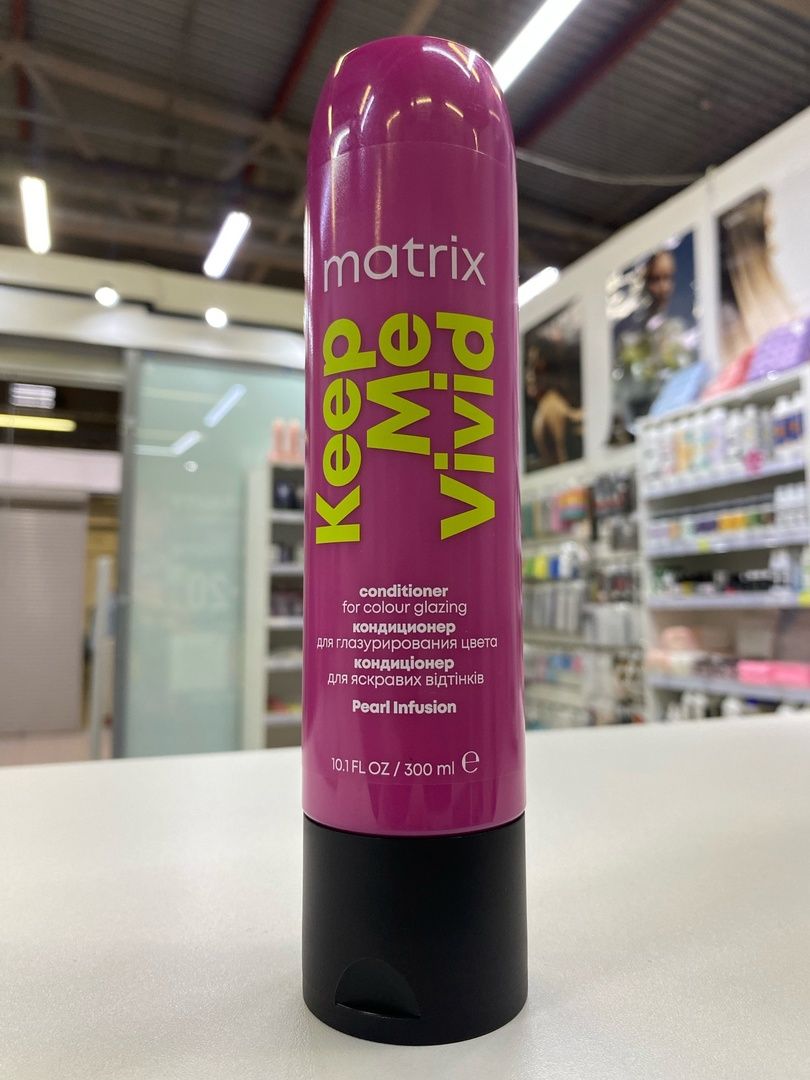 matrix
Keep
Me
vivid
conditioner
for colour glazing
кондиционер
для глазурирования цвета
кондиціонер
для яскравих відтінків
Pearl Infusion
10.1 FL OZ / 300 ml ℮